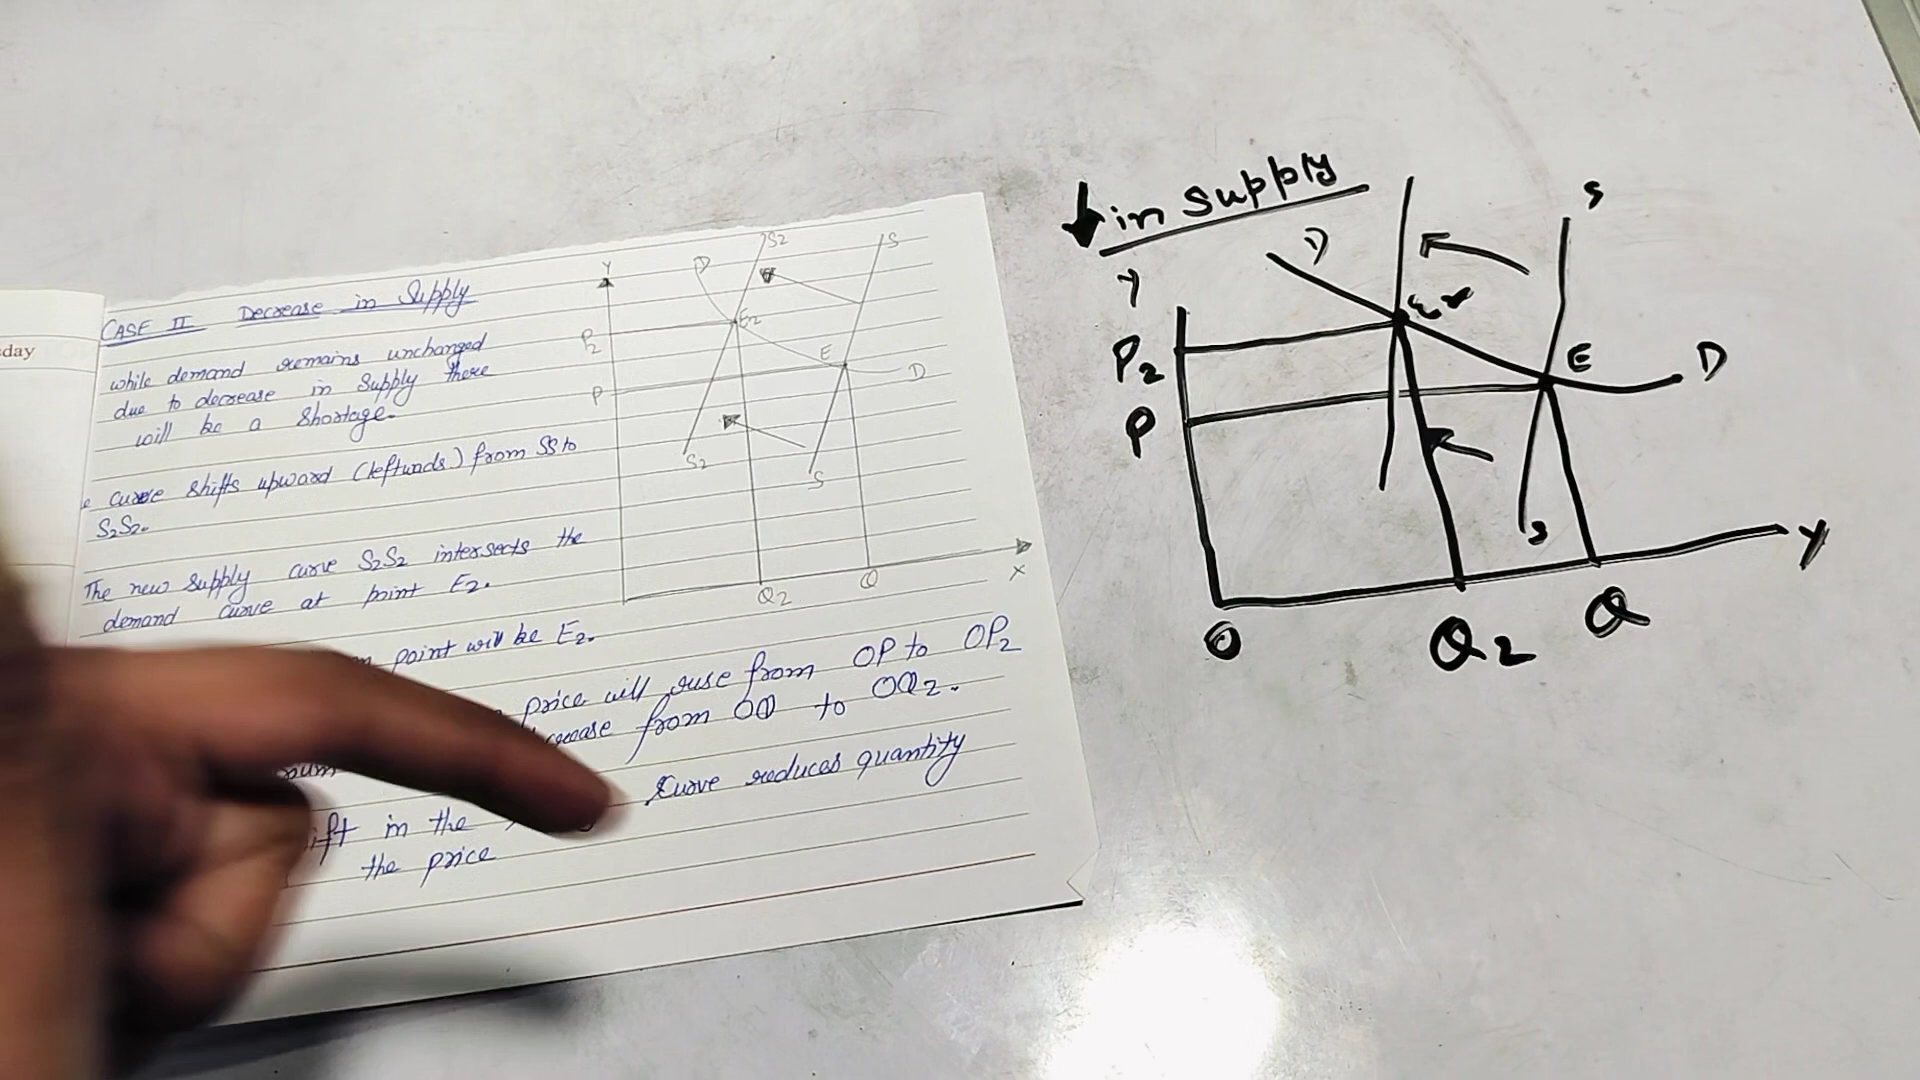 day
CASE II Decrease in Supply
while demand remains unchanged
due to decrease in Supply there
will be a Shortage.
curve shifts upward (leftwads) from SS to
S2S2.
The new supply curve S2S2 intersects the
demand curve at point E2.
point will be E2.
price will from OP to OP2
from OQ to OQ2.
in the curve reduces quantity
the price
Y
D
S2
S
P2
E2
E
P
D
S2
S
Q2
Q
X
↓ in supply
Y
D
S
P2
E
D
P
S
Y
O
Q2
Q